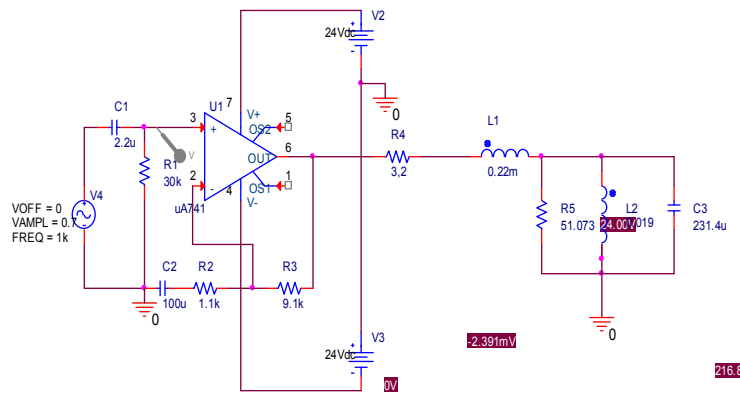 V2
24Vdc
0
C1
2.2u
U1
3
7
V+
5
OS2
+
V
R1
30k
OUT
6
2
-
4
OS1
1
V-
uA741
R4
3,2
L1
0.22m
V4
VOFF = 0
VAMPL = 0.7
FREQ = 1k
R5
51.073
24.00V
L2
C3
231.4u
C2
100u
R2
1.1k
R3
9.1k
0
0
V3
24Vdc
0V
-2.391mV
216.8